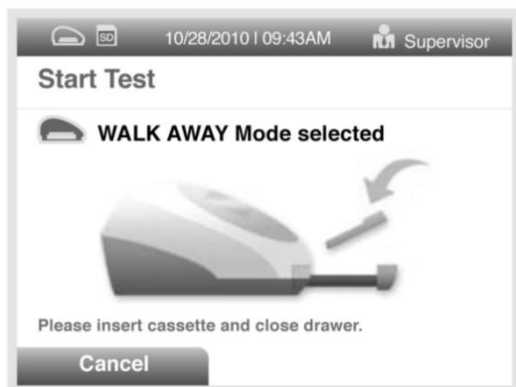 SD 10/28/2010 | 09:43AM Supervisor
Start Test
WALK AWAY Mode selected
Please insert cassette and close drawer.
Cancel